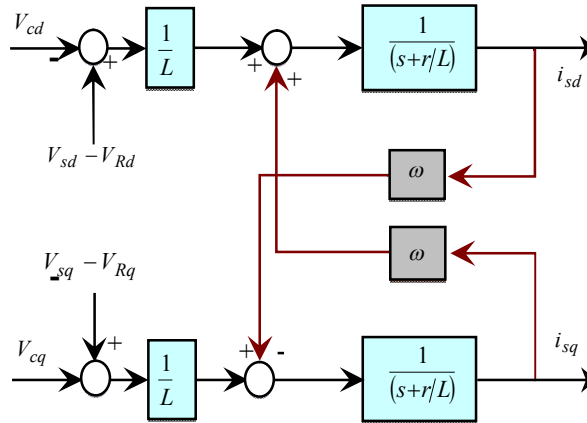 V_cd
-
+
1/L
+
+
1/(s+r/L)
i_sd
V_sd − V_Rd
ω
ω
V_sq − V_Rq
-
+
V_cq
1/L
+
-
1/(s+r/L)
i_sq